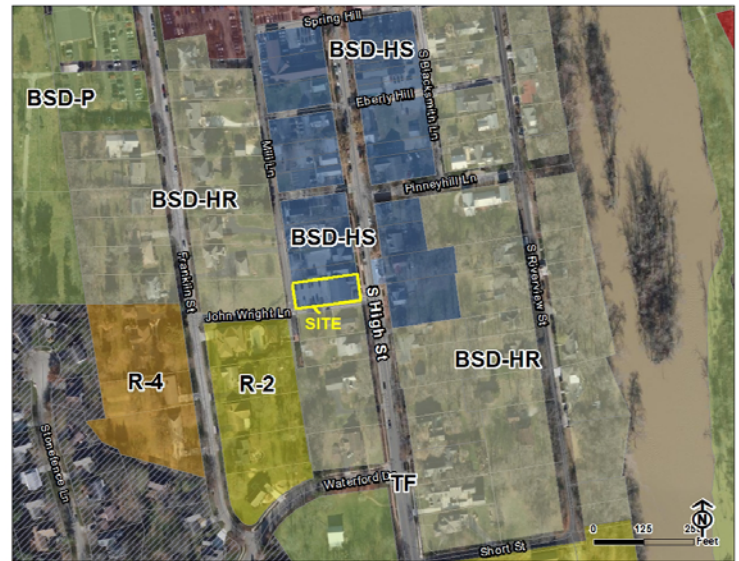 Spring Hill
BSD-HS
S Blacksmith Ln
BSD-P
Eberly Hill
Mill Ln
Pinneyhill Ln
BSD-HR
BSD-HS
Franklin St
S Riverview St
S High St
John Wright Ln
SITE
BSD-HR
R-4
R-2
Stonefence Ln
Waterford D
TF
N
0 125 25
Feet
Short St